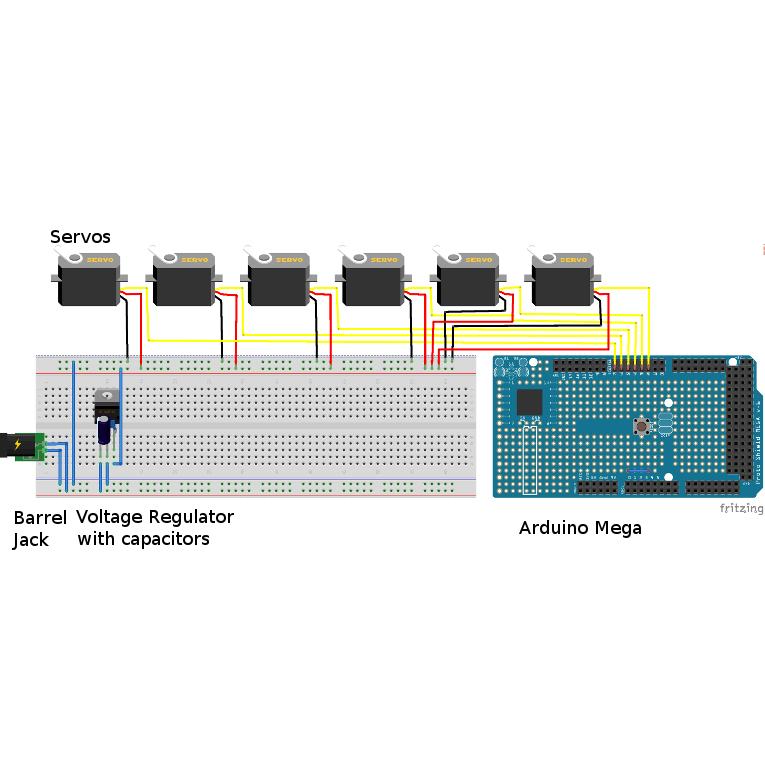 Servos
SERVO
SERVO
SERVO
SERVO
SERVO
SERVO
Barrel
Jack
Voltage Regulator
with capacitors
Arduino Mega
fritzing